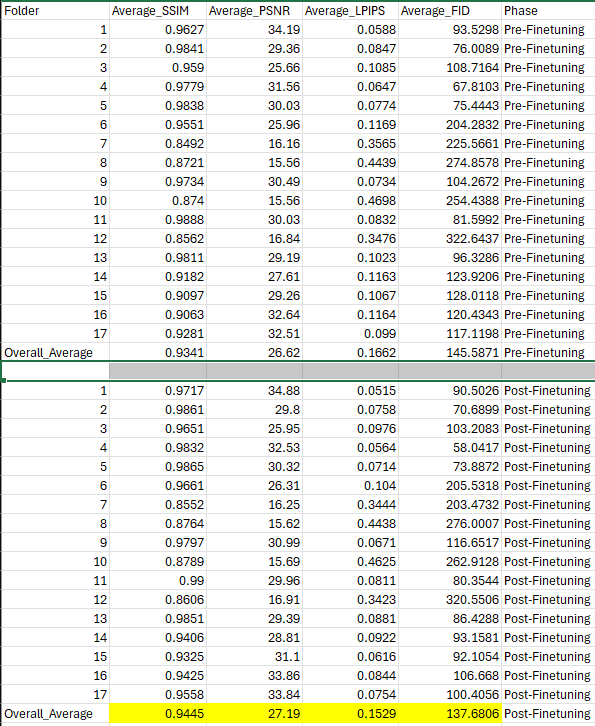 Folder Average_SSIM Average_PSNR Average_LPIPS Average_FID Phase
1 0.9627 34.19 0.0588 93.5298 Pre-Finetuning
2 0.9841 29.36 0.0847 76.0089 Pre-Finetuning
3 0.959 25.66 0.1085 108.7164 Pre-Finetuning
4 0.9779 31.56 0.0647 67.8103 Pre-Finetuning
5 0.9838 30.03 0.0774 75.4443 Pre-Finetuning
6 0.9551 25.96 0.1169 204.2832 Pre-Finetuning
7 0.8492 16.16 0.3565 225.5661 Pre-Finetuning
8 0.8721 15.56 0.4439 274.8578 Pre-Finetuning
9 0.9734 30.49 0.0734 104.2672 Pre-Finetuning
10 0.874 15.56 0.4698 254.4388 Pre-Finetuning
11 0.9888 30.03 0.0832 81.5992 Pre-Finetuning
12 0.8562 16.84 0.3476 322.6437 Pre-Finetuning
13 0.9811 29.19 0.1023 96.3286 Pre-Finetuning
14 0.9182 27.61 0.1163 123.9206 Pre-Finetuning
15 0.9097 29.26 0.1067 128.0118 Pre-Finetuning
16 0.9063 32.64 0.1164 120.4343 Pre-Finetuning
17 0.9281 32.51 0.099 117.1198 Pre-Finetuning
Overall_Average 0.9341 26.62 0.1662 145.5871 Pre-Finetuning
1 0.9717 34.88 0.0515 90.5026 Post-Finetuning
2 0.9861 29.8 0.0758 70.6899 Post-Finetuning
3 0.9651 25.95 0.0976 103.2083 Post-Finetuning
4 0.9832 32.53 0.0564 58.0417 Post-Finetuning
5 0.9865 30.32 0.0714 73.8872 Post-Finetuning
6 0.9661 26.31 0.104 205.5318 Post-Finetuning
7 0.8552 16.25 0.3444 203.4732 Post-Finetuning
8 0.8764 15.62 0.4438 276.0007 Post-Finetuning
9 0.9797 30.99 0.0671 116.6517 Post-Finetuning
10 0.8789 15.69 0.4625 262.9128 Post-Finetuning
11 0.99 29.96 0.0811 80.3544 Post-Finetuning
12 0.8606 16.91 0.3423 320.5506 Post-Finetuning
13 0.9851 29.39 0.0881 86.4288 Post-Finetuning
14 0.9406 28.81 0.0922 93.1581 Post-Finetuning
15 0.9325 31.1 0.0616 92.1054 Post-Finetuning
16 0.9425 33.86 0.0844 106.668 Post-Finetuning
17 0.9558 33.84 0.0754 100.4056 Post-Finetuning
Overall_Average 0.9445 27.19 0.1529 137.6806 Post-Finetuning